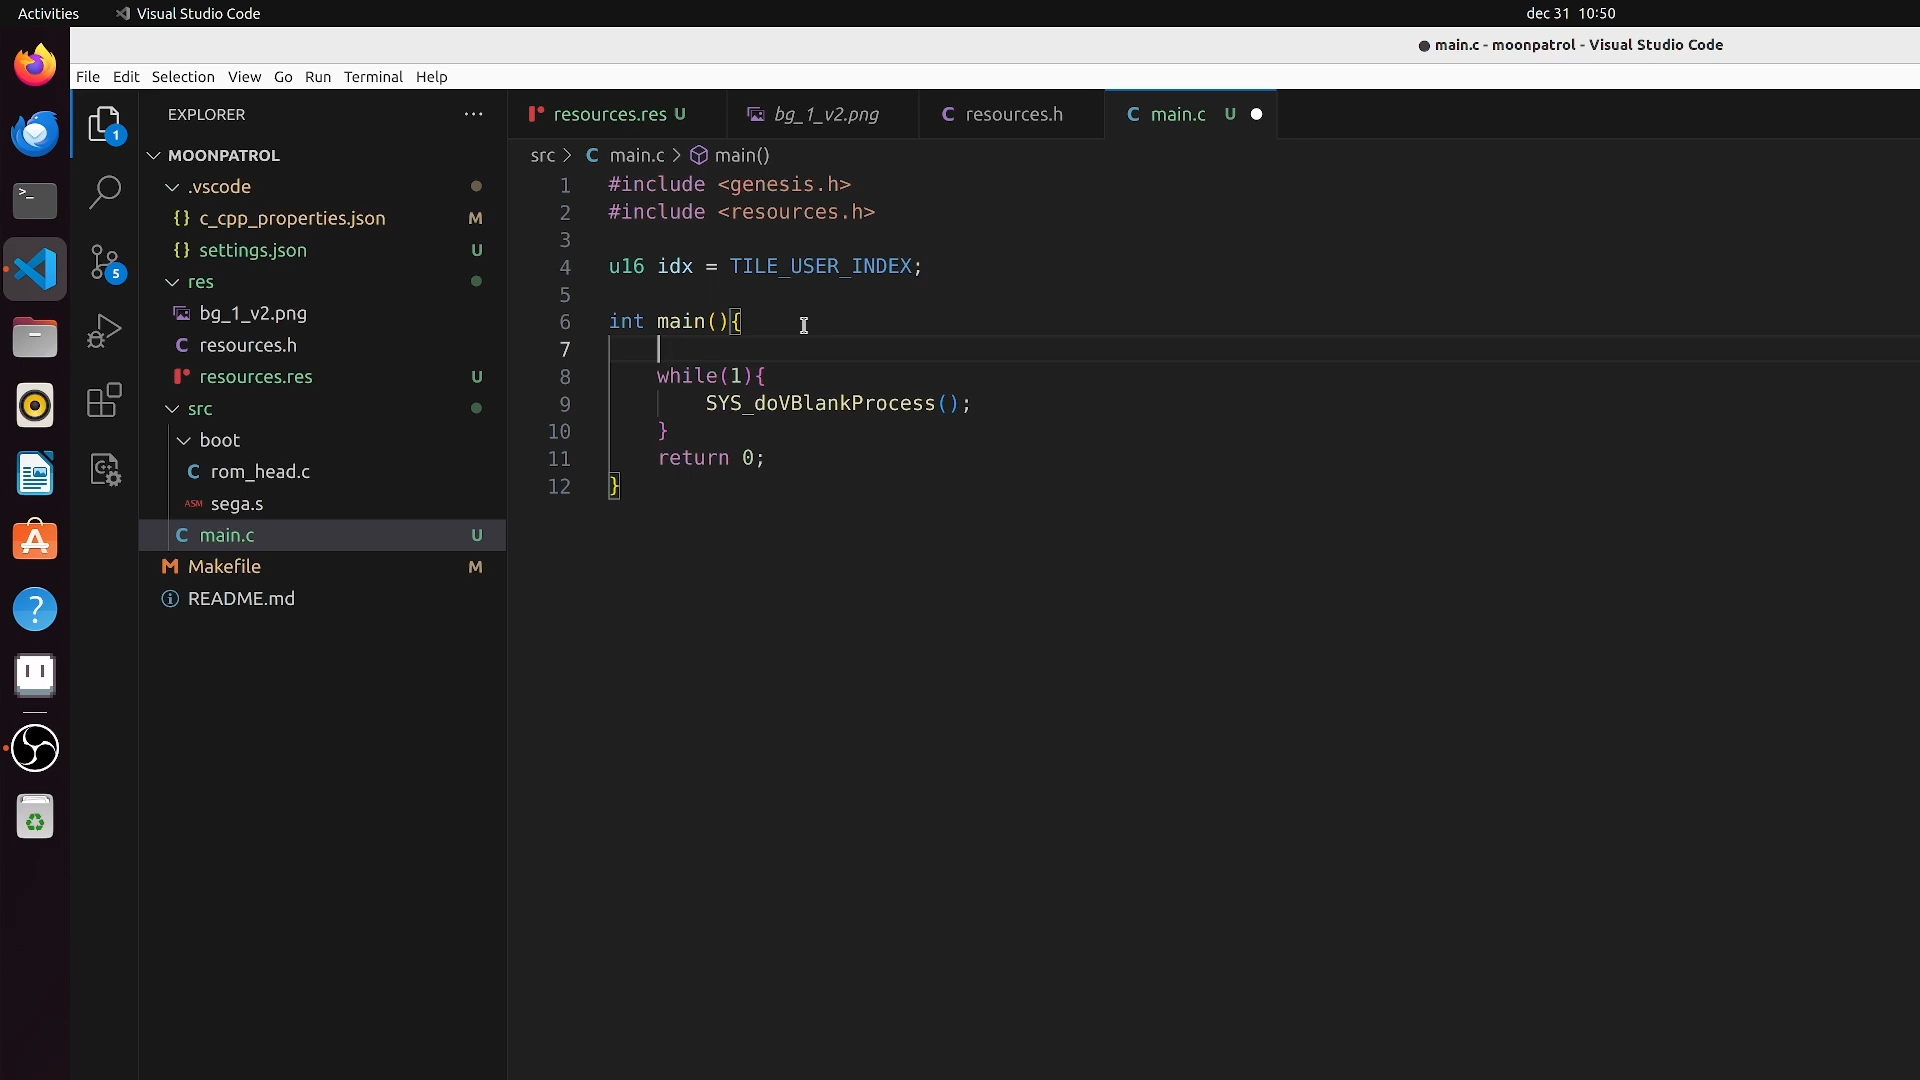 Activities
Visual Studio Code
dec 31 10:50
main.c - moonpatrol - Visual Studio Code
File Edit Selection View Go Run Terminal Help
EXPLORER
MOONPATROL
.vscode
c_cpp_properties.json M
settings.json U
res
bg_1_v2.png
resources.h
resources.res U
src
boot
rom_head.c
ASM sega.s
main.c U
Makefile M
README.md
1
5
resources.res U
bg_1_v2.png
resources.h
main.c U
src > C main.c > main()
1 #include <genesis.h>
2 #include <resources.h>
3
4 u16 idx = TILE_USER_INDEX;
5
6 int main(){
7
8 while(1){
9 SYS_doVBlankProcess();
10 }
11 return 0;
12 }